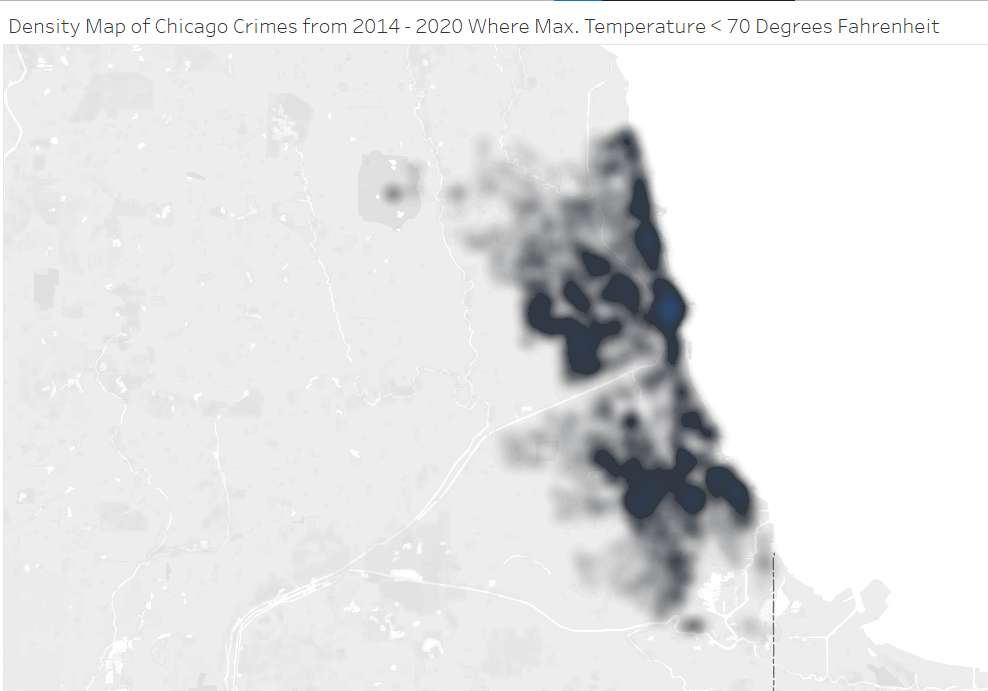 Density Map of Chicago Crimes from 2014 - 2020 Where Max. Temperature < 70 Degrees Fahrenheit